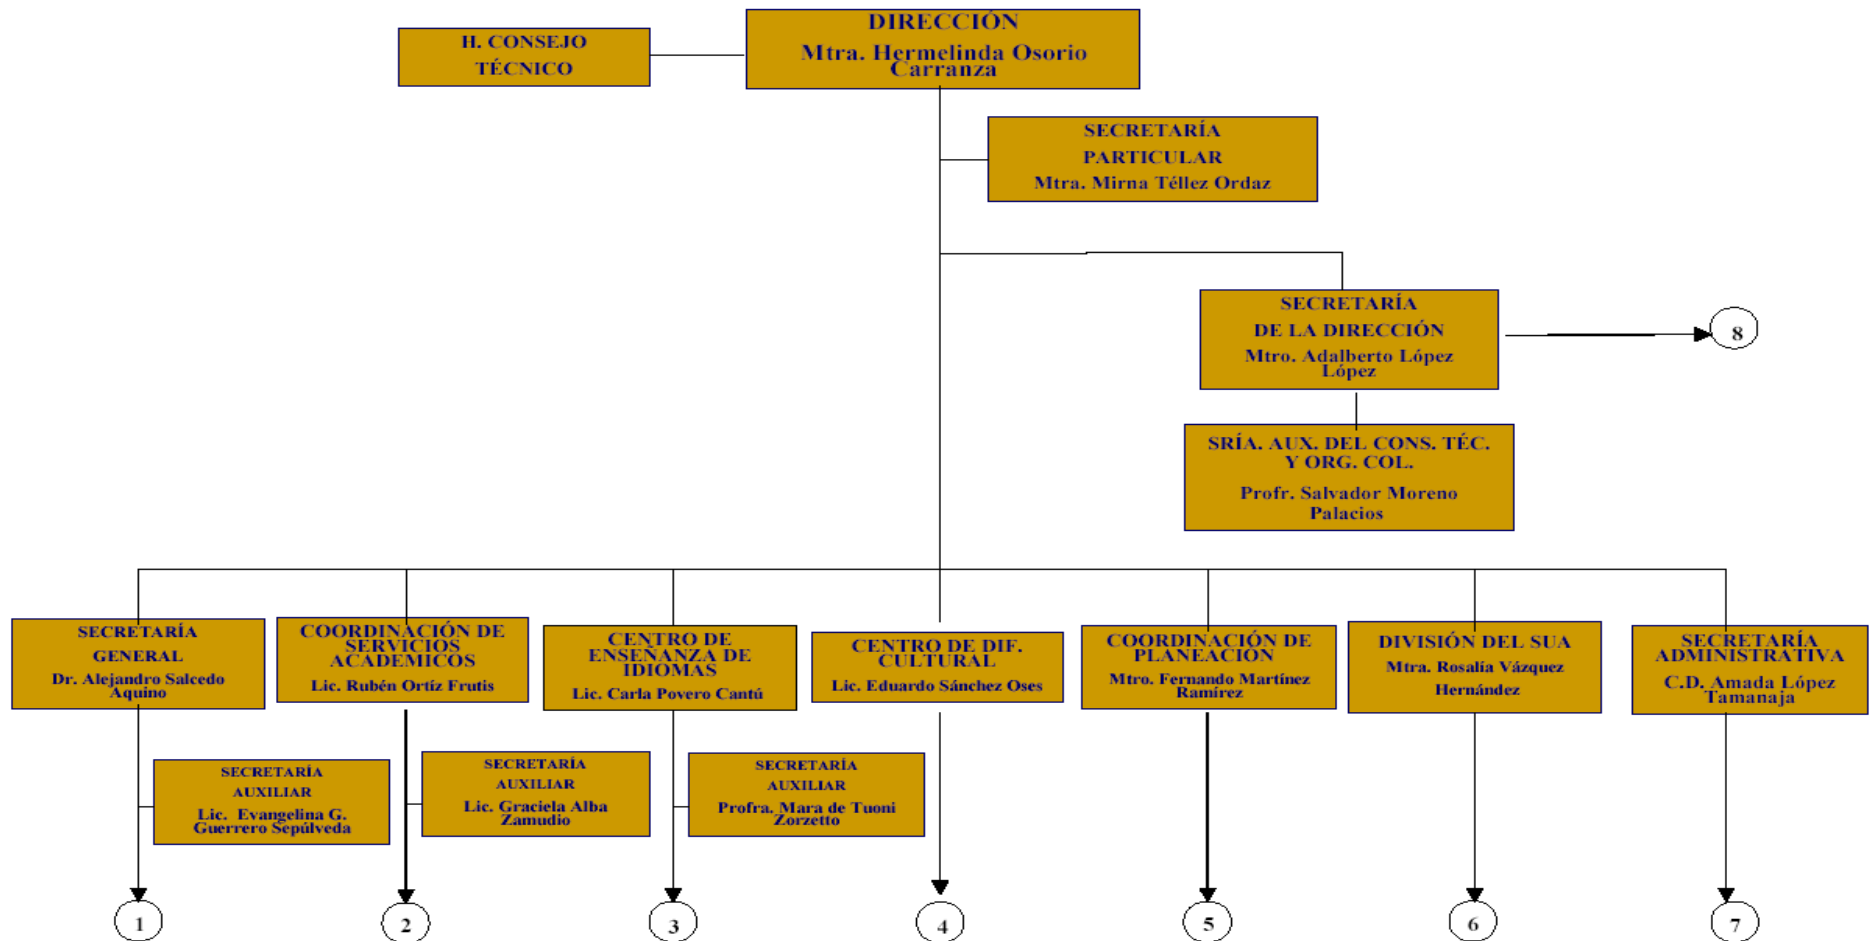 DIRECCIÓN
Mtra. Hermelinda Osorio
Carranza
H. CONSEJO
TÉCNICO
SECRETARÍA
PARTICULAR
Mtra. Mirna Téllez Ordaz
SECRETARÍA
DE LA DIRECCIÓN
Mtro. Adalberto López
López
8
SRÍA. AUX. DEL CONS. TÉC.
Y ORG. COL.
Profr. Salvador Moreno
Palacios
SECRETARÍA
GENERAL
Dr. Alejandro Salcedo
Aquino
COORDINACIÓN DE
SERVICIOS
ACADEMICOS
Lic. Rubén Ortíz Frutis
CENTRO DE
ENSEÑANZA DE
IDIOMAS
Lic. Carla Povero Cantú
CENTRO DE DIF.
CULTURAL
Lic. Eduardo Sánchez Oses
COORDINACIÓN DE
PLANEACIÓN
Mtro. Fernando Martínez
Ramírez
DIVISIÓN DEL SUA
Mtra. Rosalía Vázquez
Hernández
SECRETARÍA
ADMINISTRATIVA
C.D. Amada López
Tamanaja
SECRETARÍA
AUXILIAR
Lic. Evangelina G.
Guerrero Sepúlveda
SECRETARÍA
AUXILIAR
Lic. Graciela Alba
Zamudio
SECRETARÍA
AUXILIAR
Profra. Mara de Tuoni
Zorzetto
1
2
3
4
5
6
7